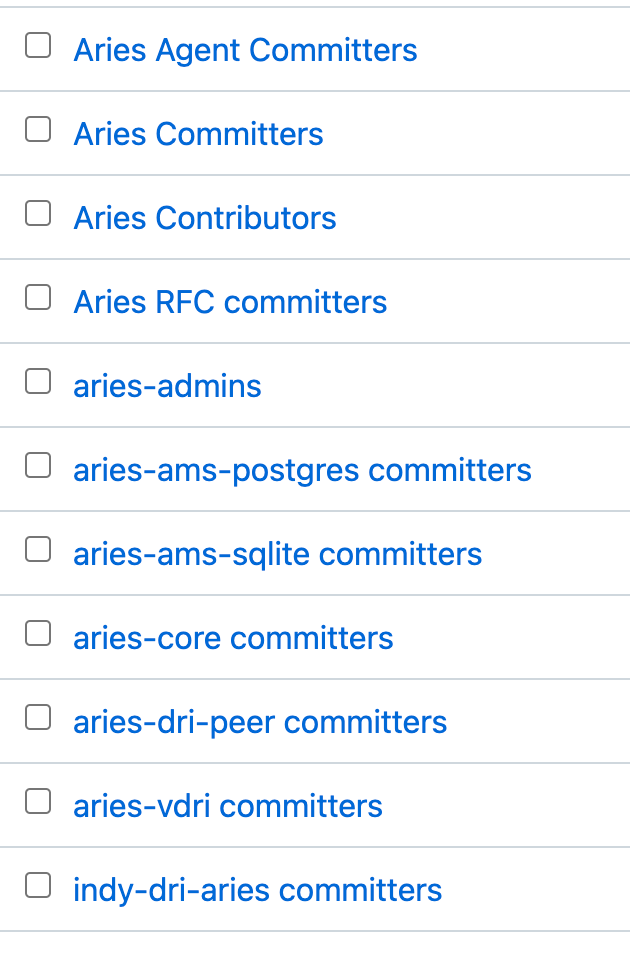 Aries Agent Committers
Aries Committers
Aries Contributors
Aries RFC committers
aries-admins
aries-ams-postgres committers
aries-ams-sqlite committers
aries-core committers
aries-dri-peer committers
aries-vdri committers
indy-dri-aries committers